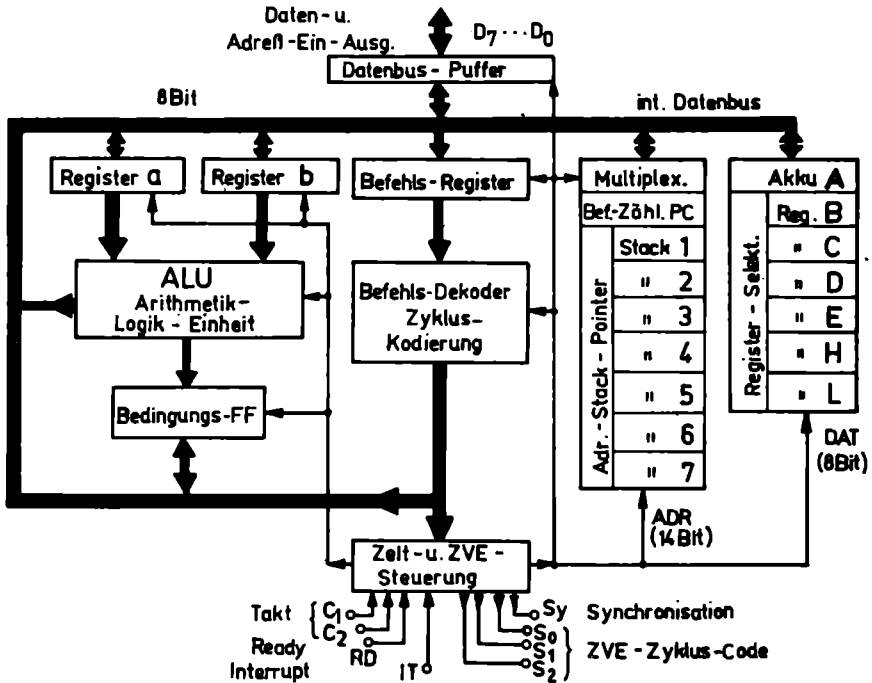 Daten-u.
Adreß-Ein-Ausg.
D7...D0
Datenbus-Puffer
8Bit
int. Datenbus
Register a
Register b
Befehls-Register
Multiplex.
Akku A
Bef.-Zähl. PC
Reg. B
Stack 1
" C
ALU
Arithmetik-
Logik-Einheit
Befehls-Dekoder
Zyklus-
Kodierung
" 2
" D
" 3
" E
" 4
" H
" 5
" L
" 6
" 7
Adr.-Stack-Pointer
Register-Selekt.
Bedingungs-FF
DAT
(8Bit)
ADR
(14Bit)
Zeit-u. ZVE-
Steuerung
Takt { C1
C2
Ready
RD
Interrupt
IT
Sy Synchronisation
S0
S1
S2
} ZVE-Zyklus-Code